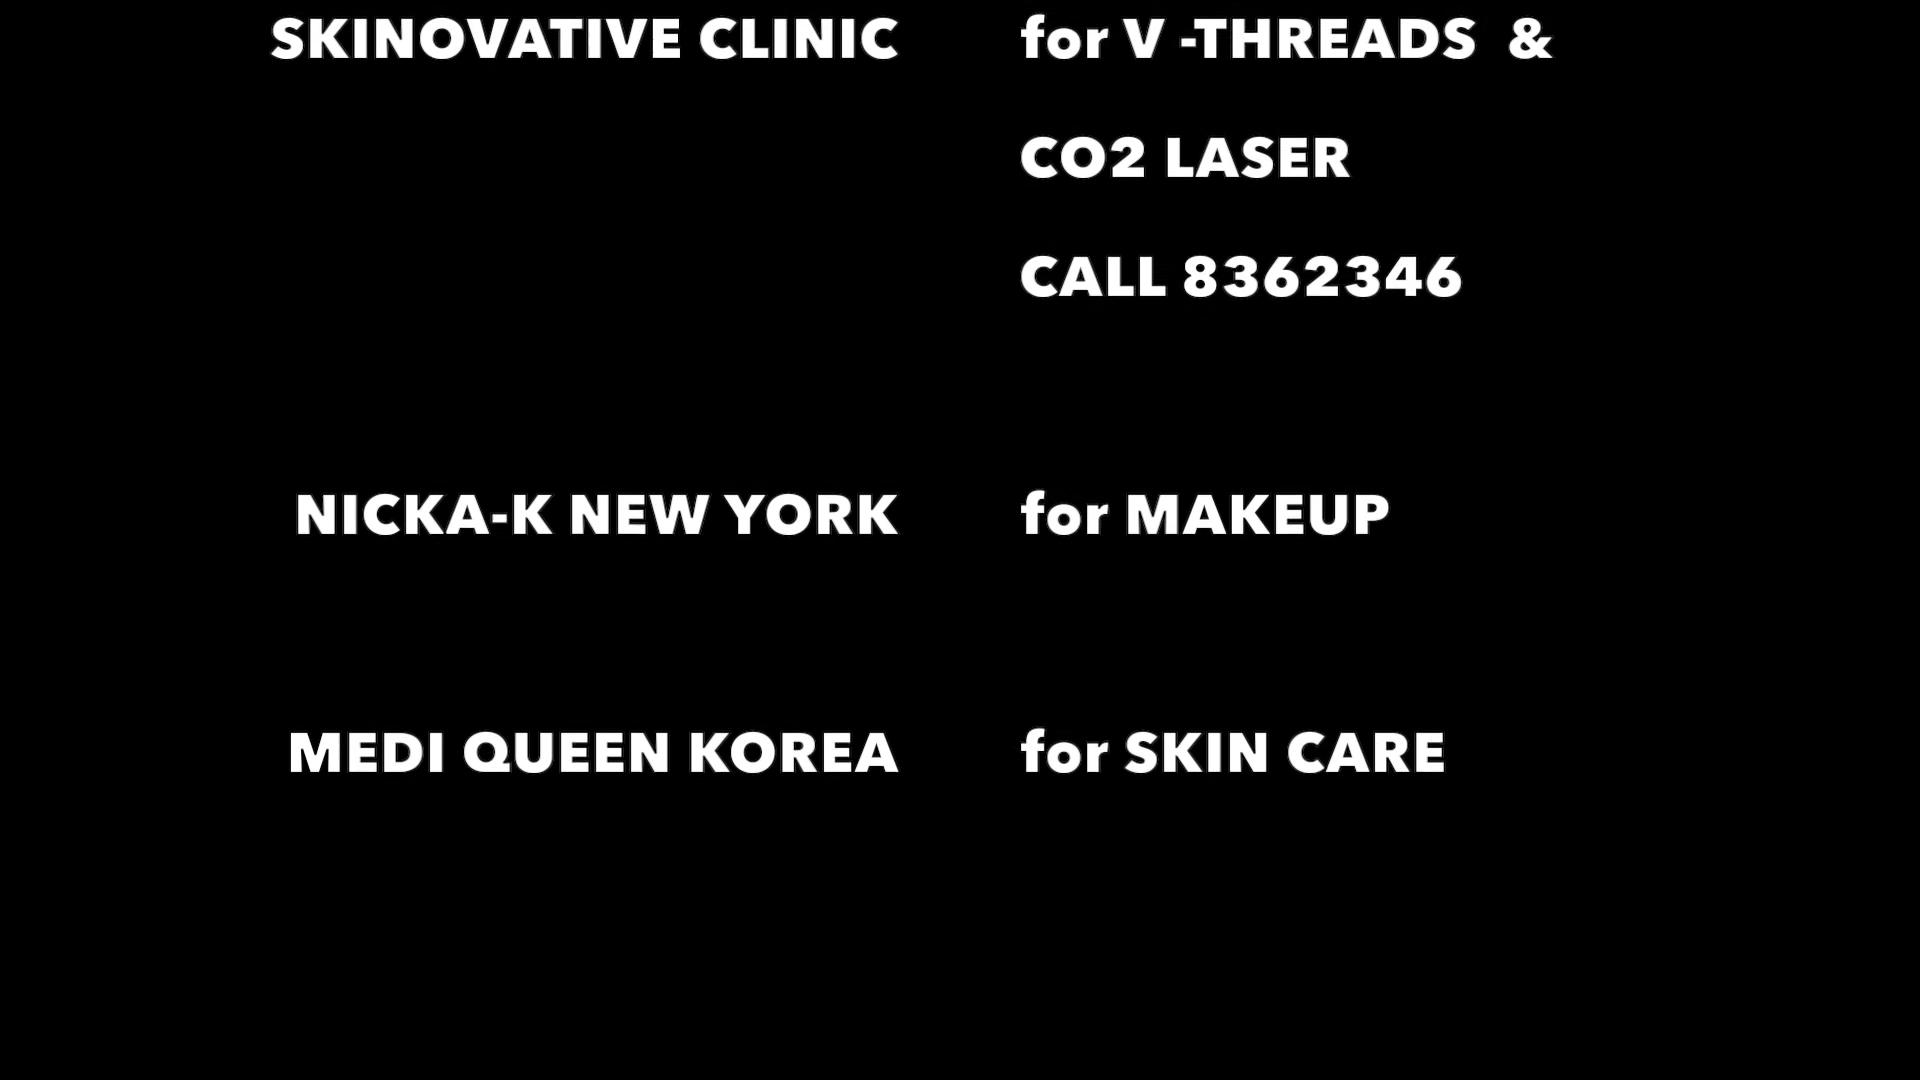 SKINOVATIVE CLINIC for V -THREADS &
CO2 LASER
CALL 8362346
NICKA-K NEW YORK for MAKEUP
MEDI QUEEN KOREA for SKIN CARE